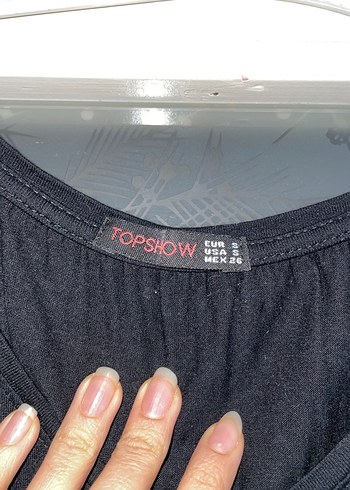 TOPSHOW
EUR S
USA S
MEX 26